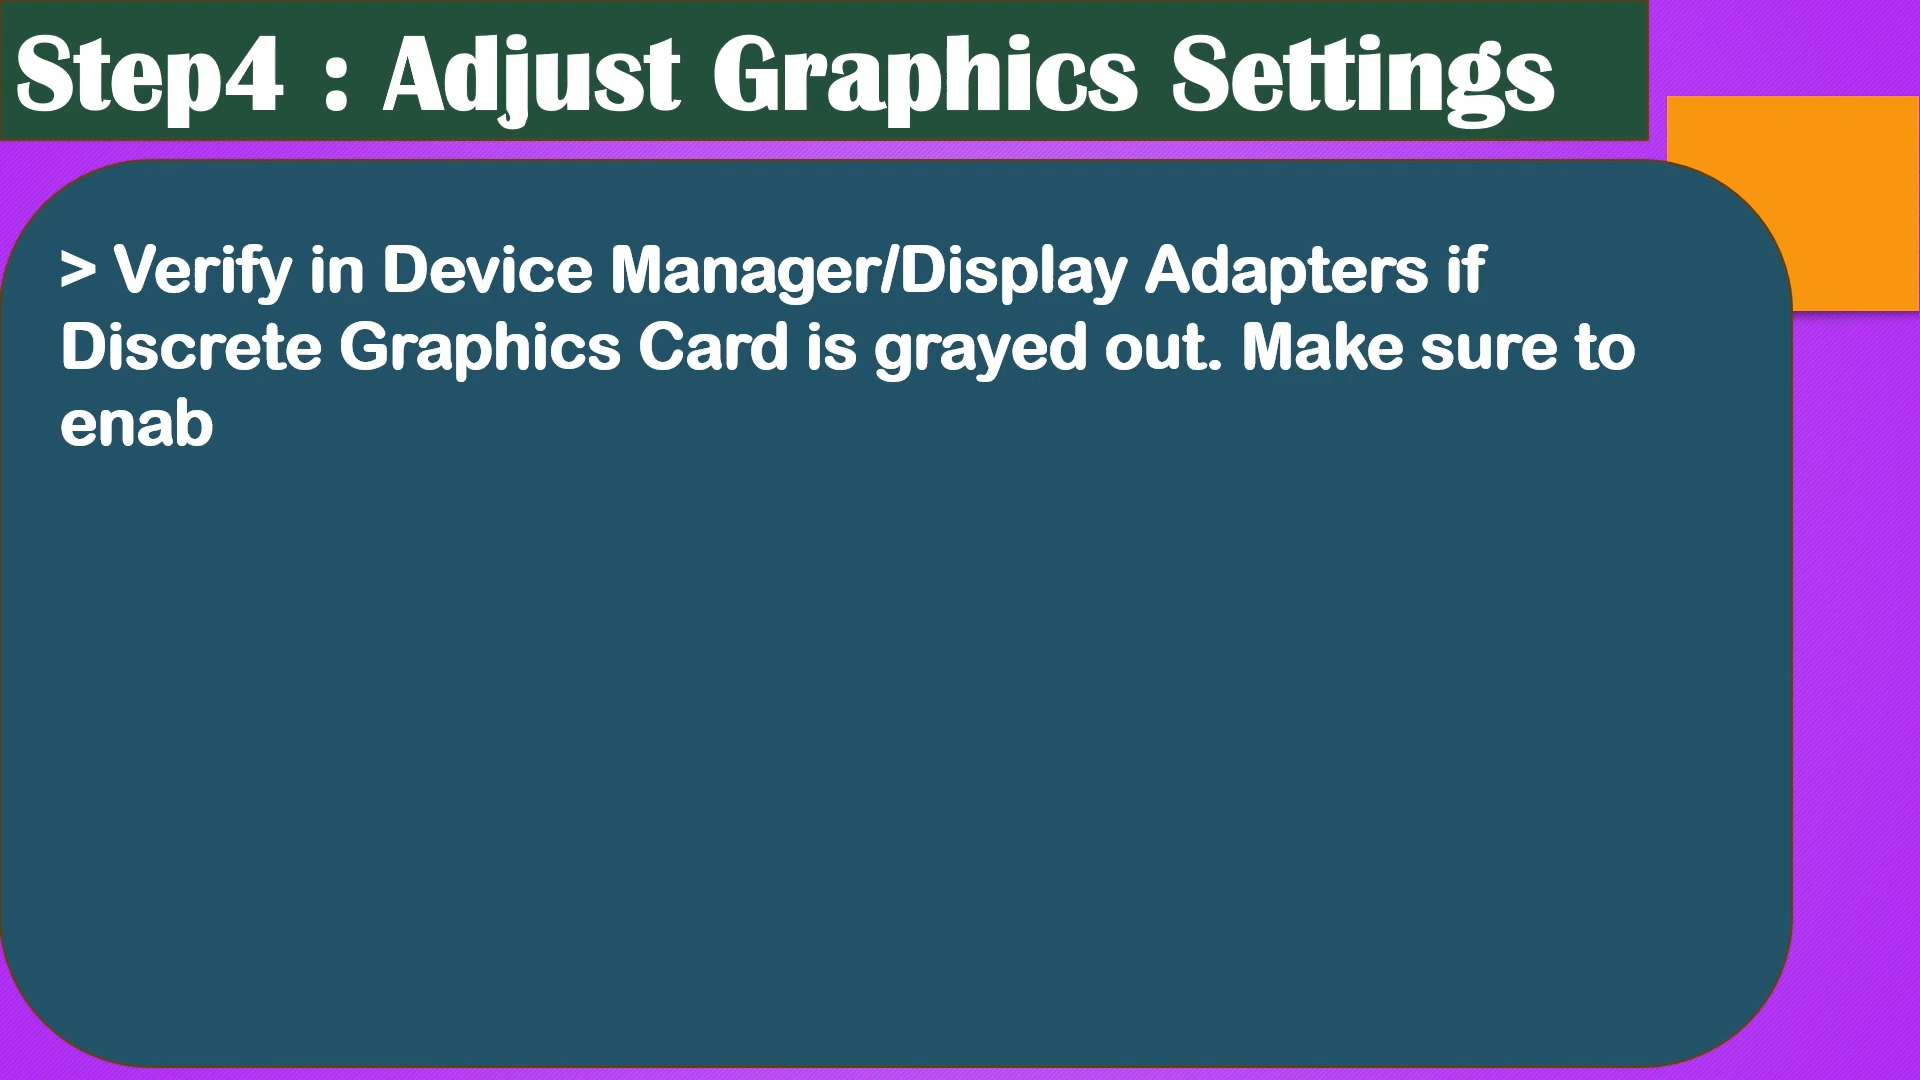 Step4 : Adjust Graphics Settings
> Verify in Device Manager/Display Adapters if
Discrete Graphics Card is grayed out. Make sure to
enab